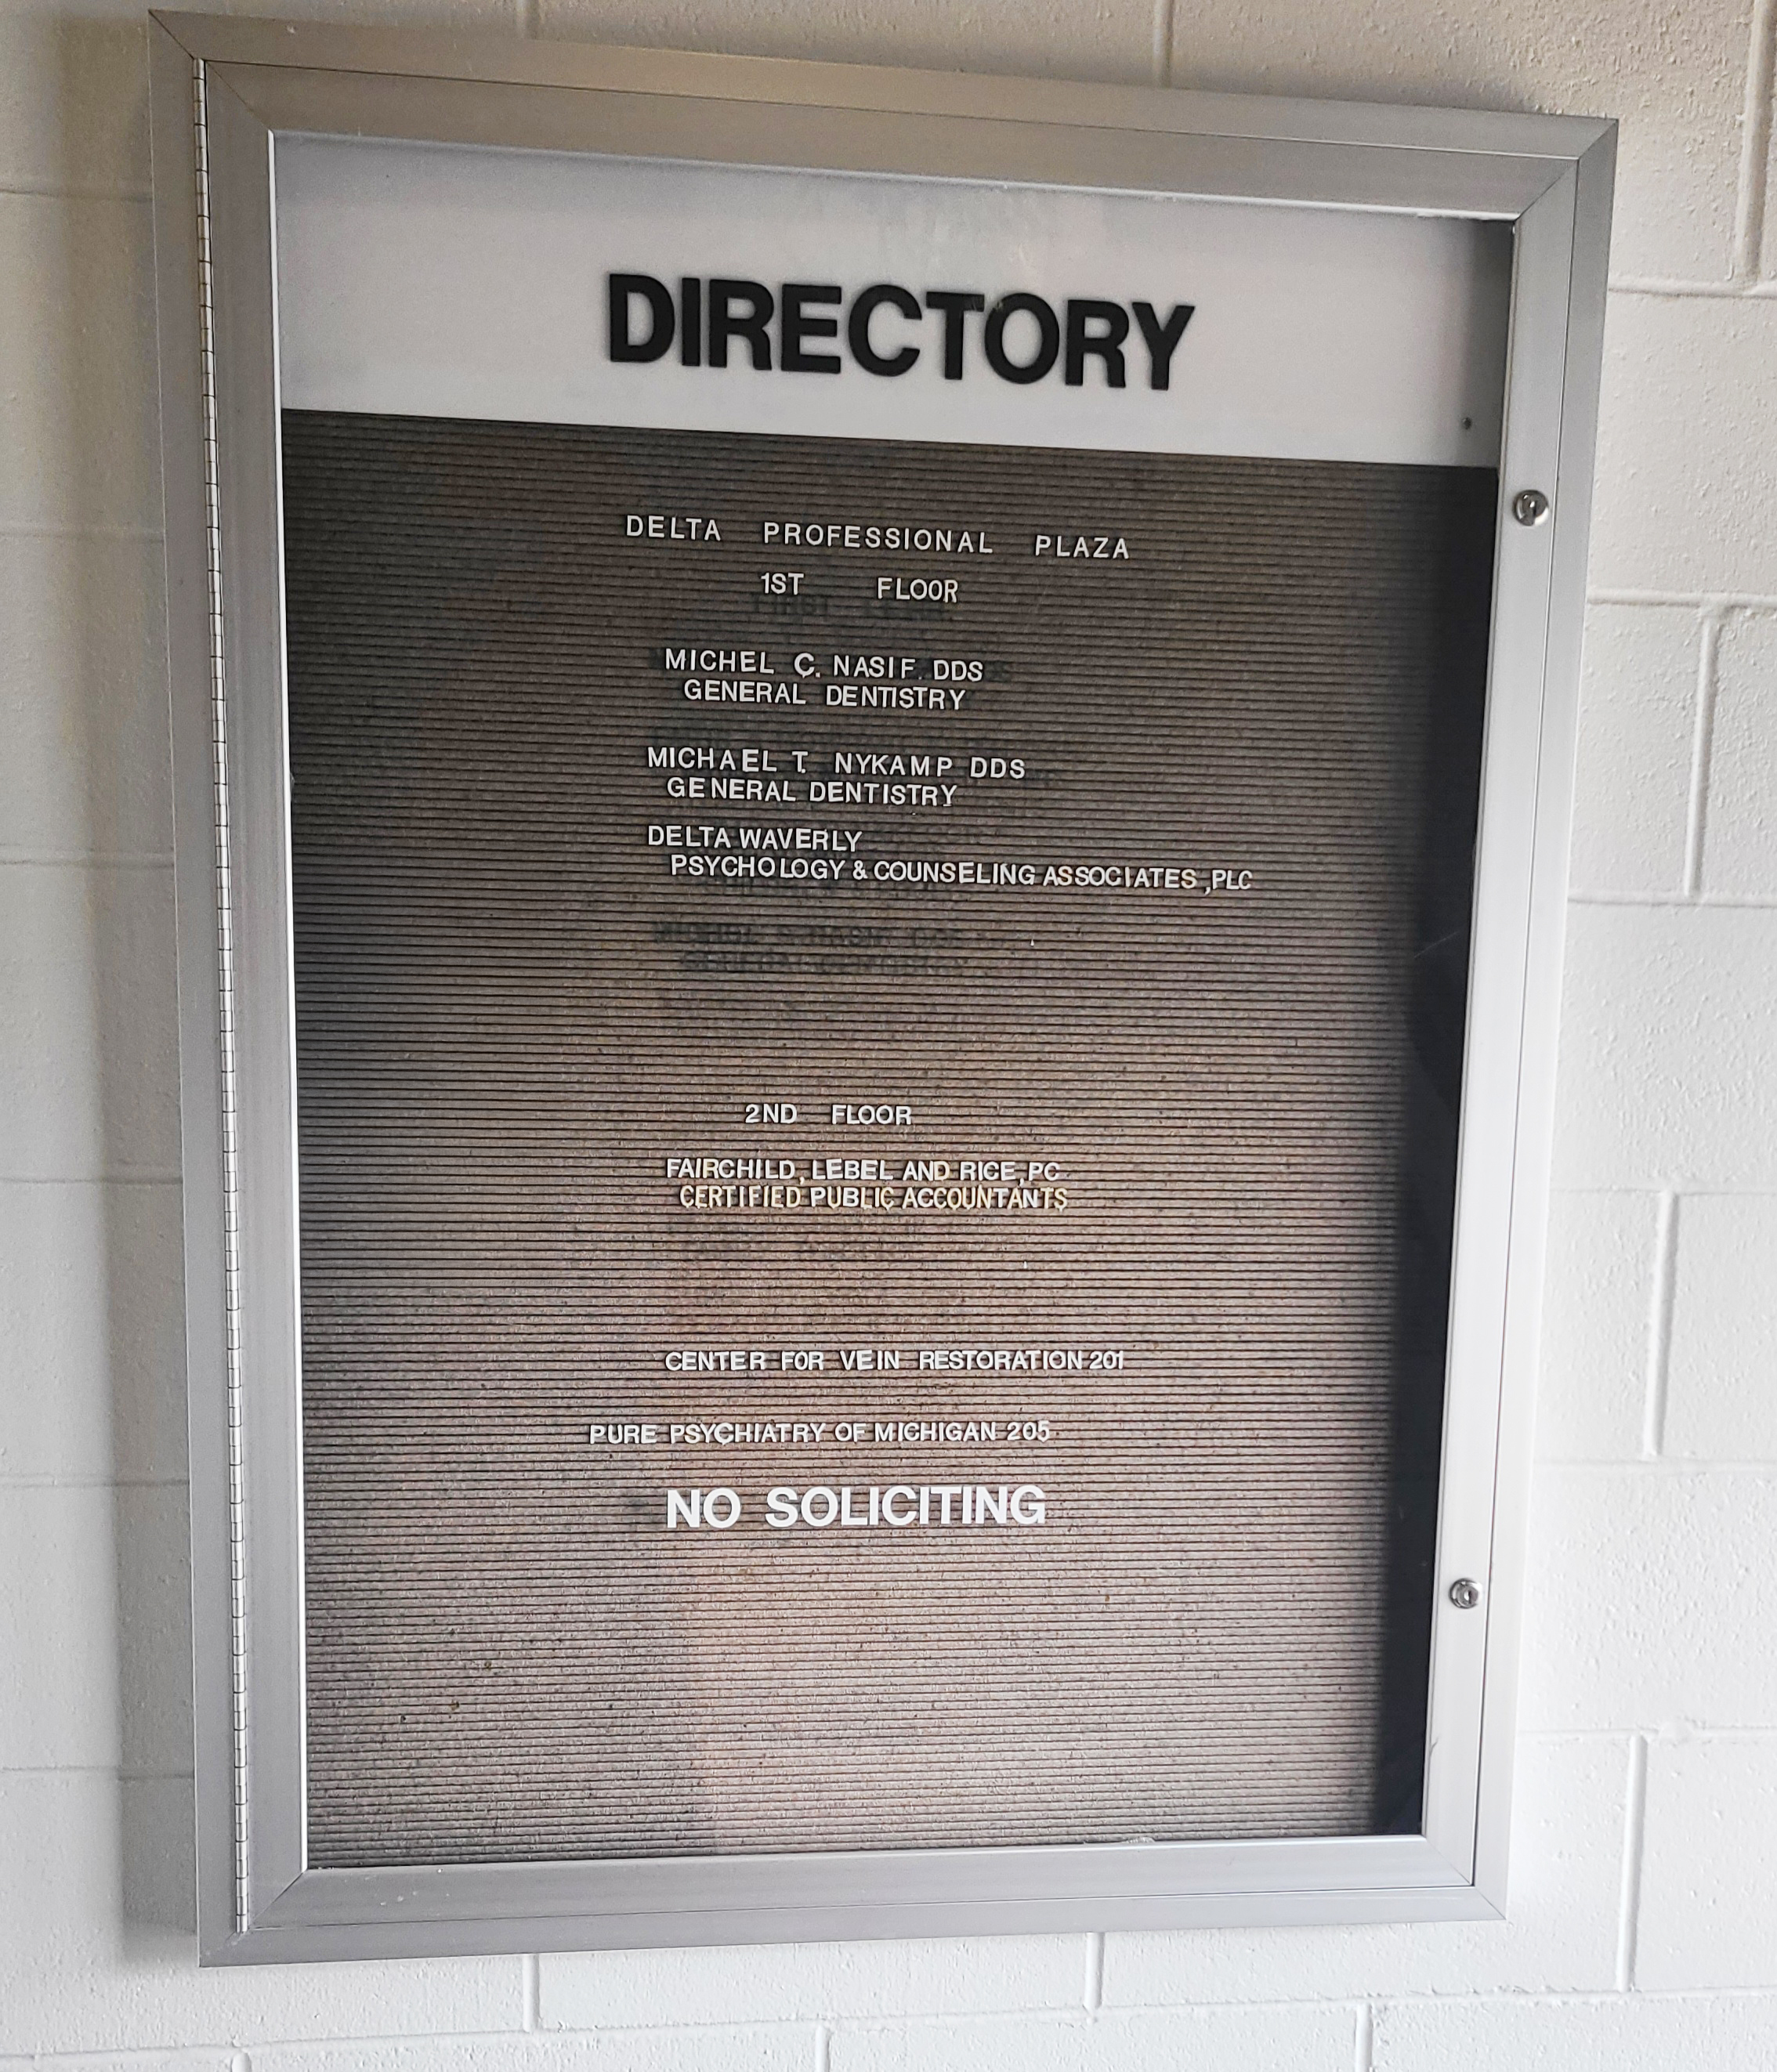 DIRECTORY
DELTA PROFESSIONAL PLAZA
1ST FLOOR
MICHEL C. NASIF. DDS
GENERAL DENTISTRY
MICHAEL T. NYKAMP DDS
GENERAL DENTISTRY
DELTA WAVERLY
PSYCHOLOGY & COUNSELING ASSOCIATES ,PLC
2ND FLOOR
FAIRCHILD, LEBEL AND RICE,PC
CERTIFIED PUBLIC ACCOUNTANTS
CENTER FOR VEIN RESTORATION 201
PURE PSYCHIATRY OF MICHIGAN 205
NO SOLICITING